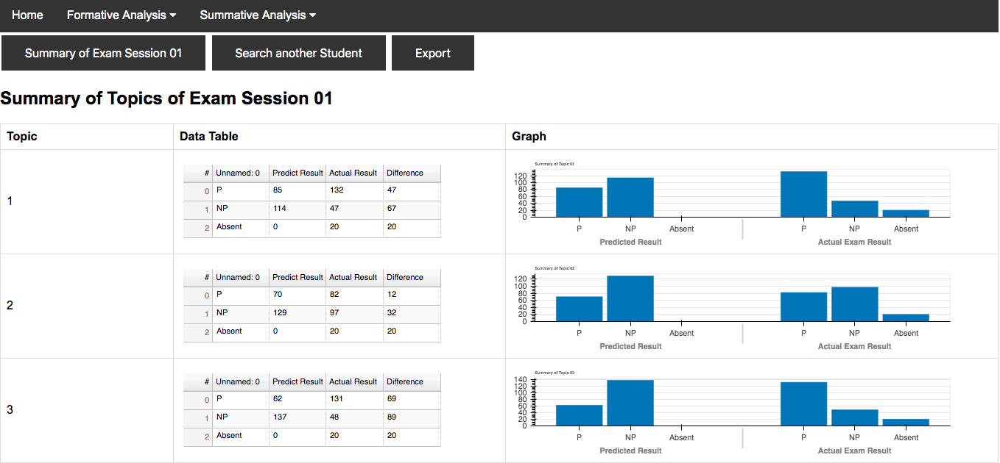 Home Formative Analysis Summative Analysis
Summary of Exam Session 01 Search another Student Export
Summary of Topics of Exam Session 01
Topic Data Table Graph
1
# Unnamed: 0 Predict Result Actual Result Difference
0 P 85 132 47
1 NP 114 47 67
2 Absent 0 20 20
Summary of Topic 01
120
100
80
60
40
20
0
P NP Absent P NP Absent
Predicted Result Actual Exam Result
2
# Unnamed: 0 Predict Result Actual Result Difference
0 P 70 82 12
1 NP 129 97 32
2 Absent 0 20 20
Summary of Topic 02
120
100
80
60
40
20
0
P NP Absent P NP Absent
Predicted Result Actual Exam Result
3
# Unnamed: 0 Predict Result Actual Result Difference
0 P 62 131 69
1 NP 137 48 89
2 Absent 0 20 20
Summary of Topic 03
140
120
100
80
60
40
20
0
P NP Absent P NP Absent
Predicted Result Actual Exam Result